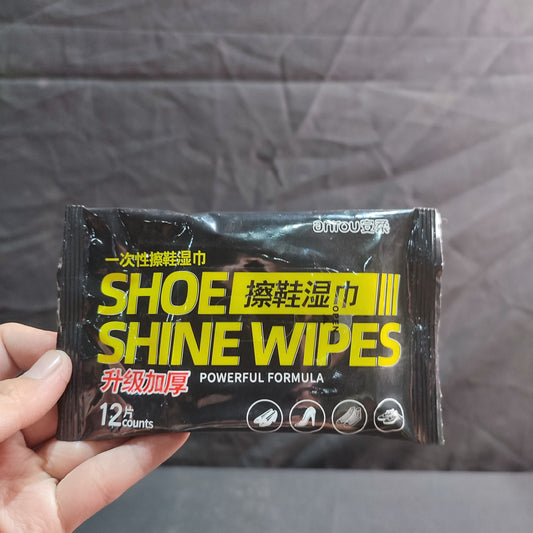 anrou安柔
一次性擦鞋湿巾
SHOE 擦鞋湿巾
SHINE WIPES
升级加厚 POWERFUL FORMULA
12片
counts